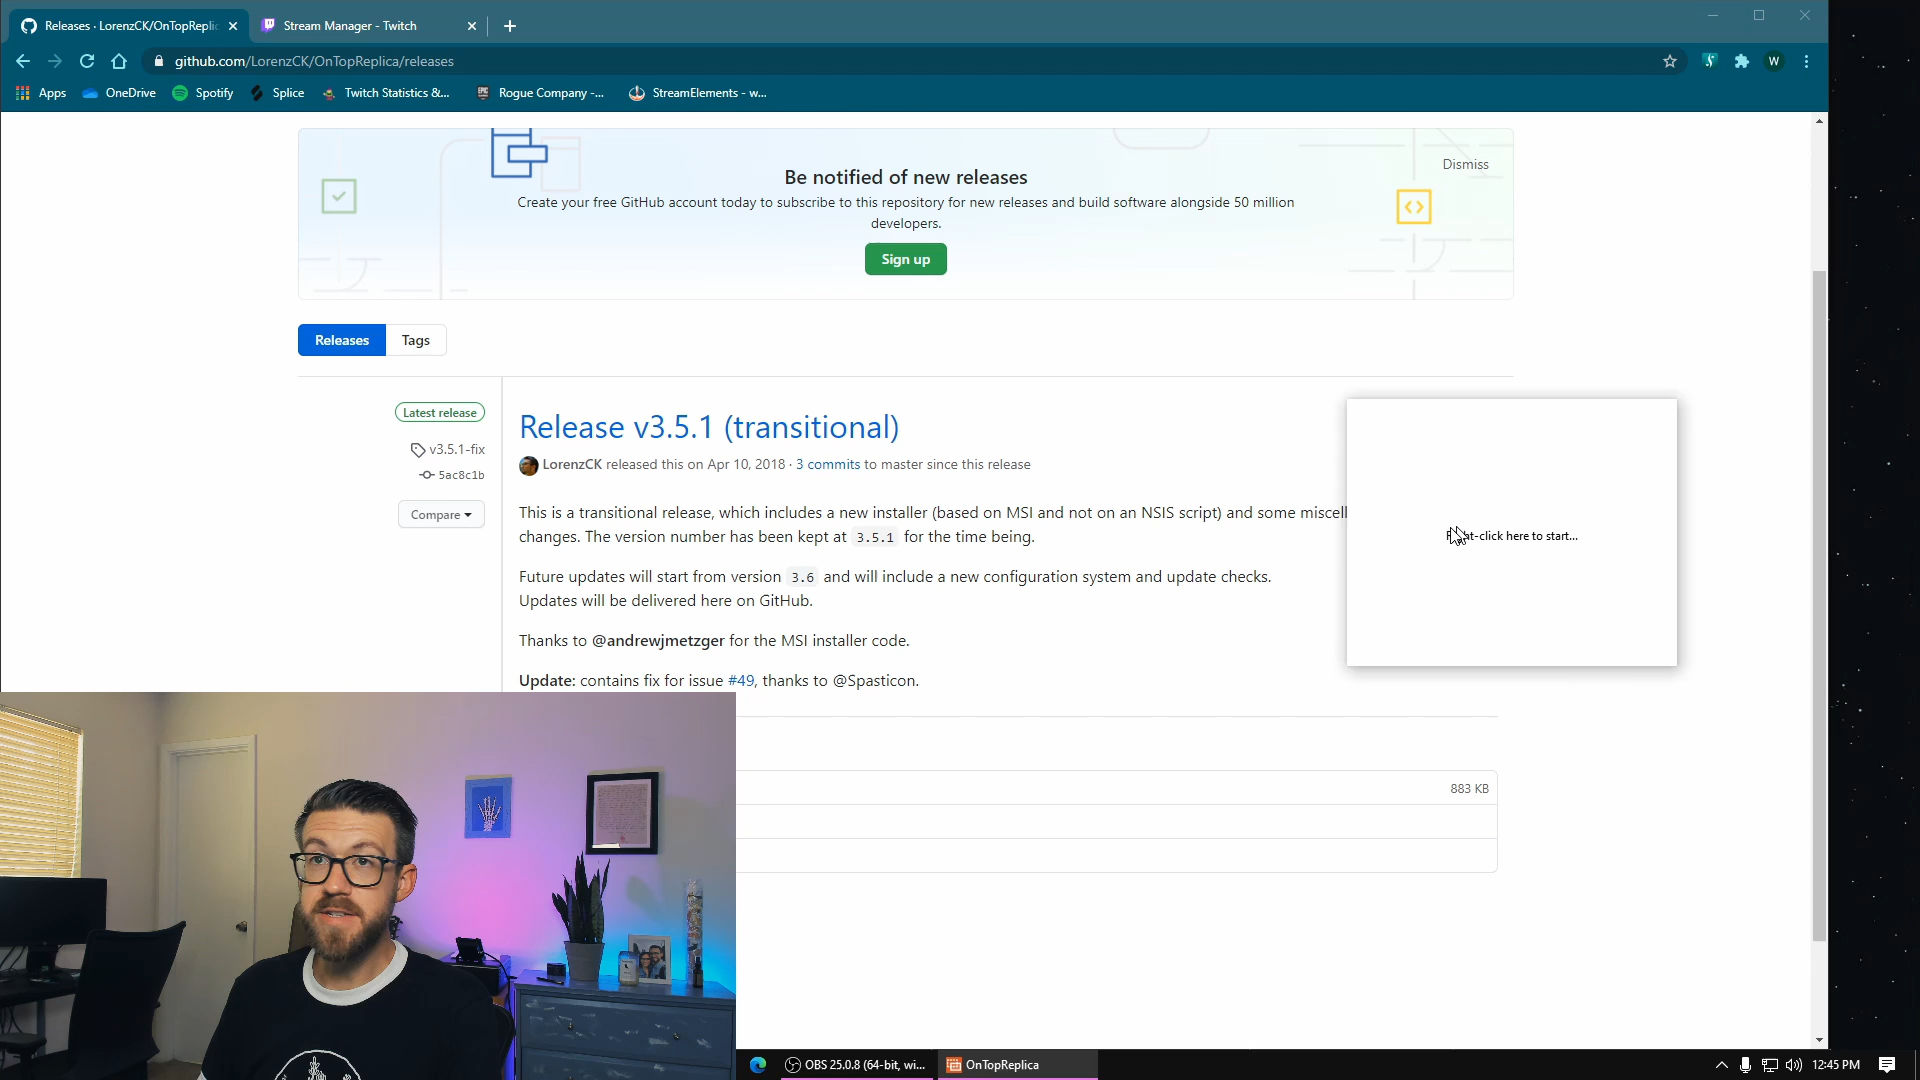 Releases · LorenzCK/OnTopReplic
Stream Manager - Twitch
github.com/LorenzCK/OnTopReplica/releases
W
Apps
OneDrive
Spotify
Splice
Twitch Statistics &...
Rogue Company -...
StreamElements - w...
Be notified of new releases
Dismiss
Create your free GitHub account today to subscribe to this repository for new releases and build software alongside 50 million
developers.
Sign up
Releases
Tags
Latest release
v3.5.1-fix
5ac8c1b
Compare
Release v3.5.1 (transitional)
LorenzCK released this on Apr 10, 2018 · 3 commits to master since this release
This is a transitional release, which includes a new installer (based on MSI and not on an NSIS script) and some miscell
changes. The version number has been kept at 3.5.1 for the time being.
Future updates will start from version 3.6 and will include a new configuration system and update checks.
Updates will be delivered here on GitHub.
Thanks to @andrewjmetzger for the MSI installer code.
Update: contains fix for issue #49, thanks to @Spasticon.
-click here to start...
883 KB
OBS 25.0.8 (64-bit, wi...
OnTopReplica
12:45 PM